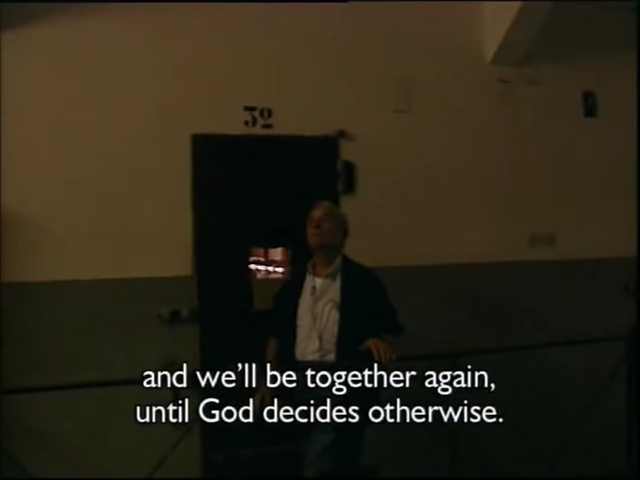 32
and we'll be together again,
until God decides otherwise.